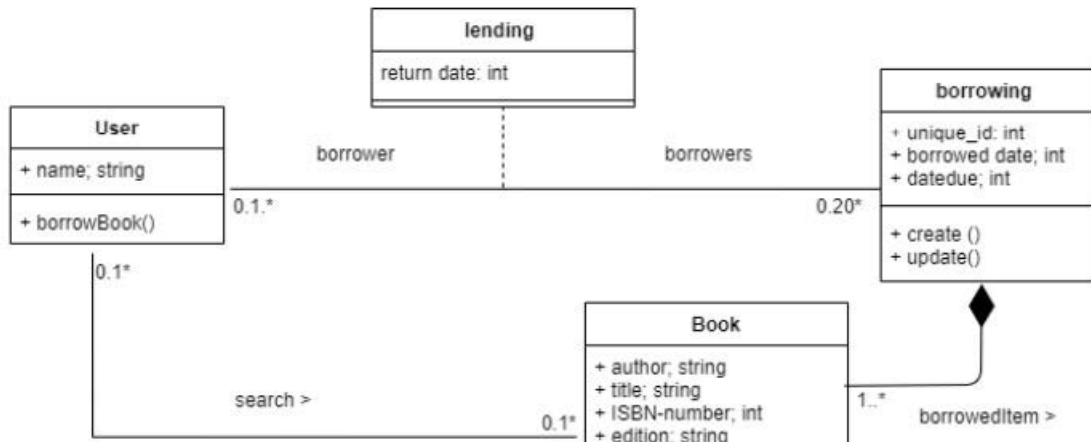 lending
return date: int
User
+ name; string
+ borrowBook()
borrower
borrowers
0.1.*
0.20*
borrowing
+ unique_id: int
+ borrowed date; int
+ datedue; int
+ create ()
+ update()
0.1*
search >
0.1*
Book
+ author; string
+ title; string
+ ISBN-number; int
+ edition; string
1..*
borrowedItem >